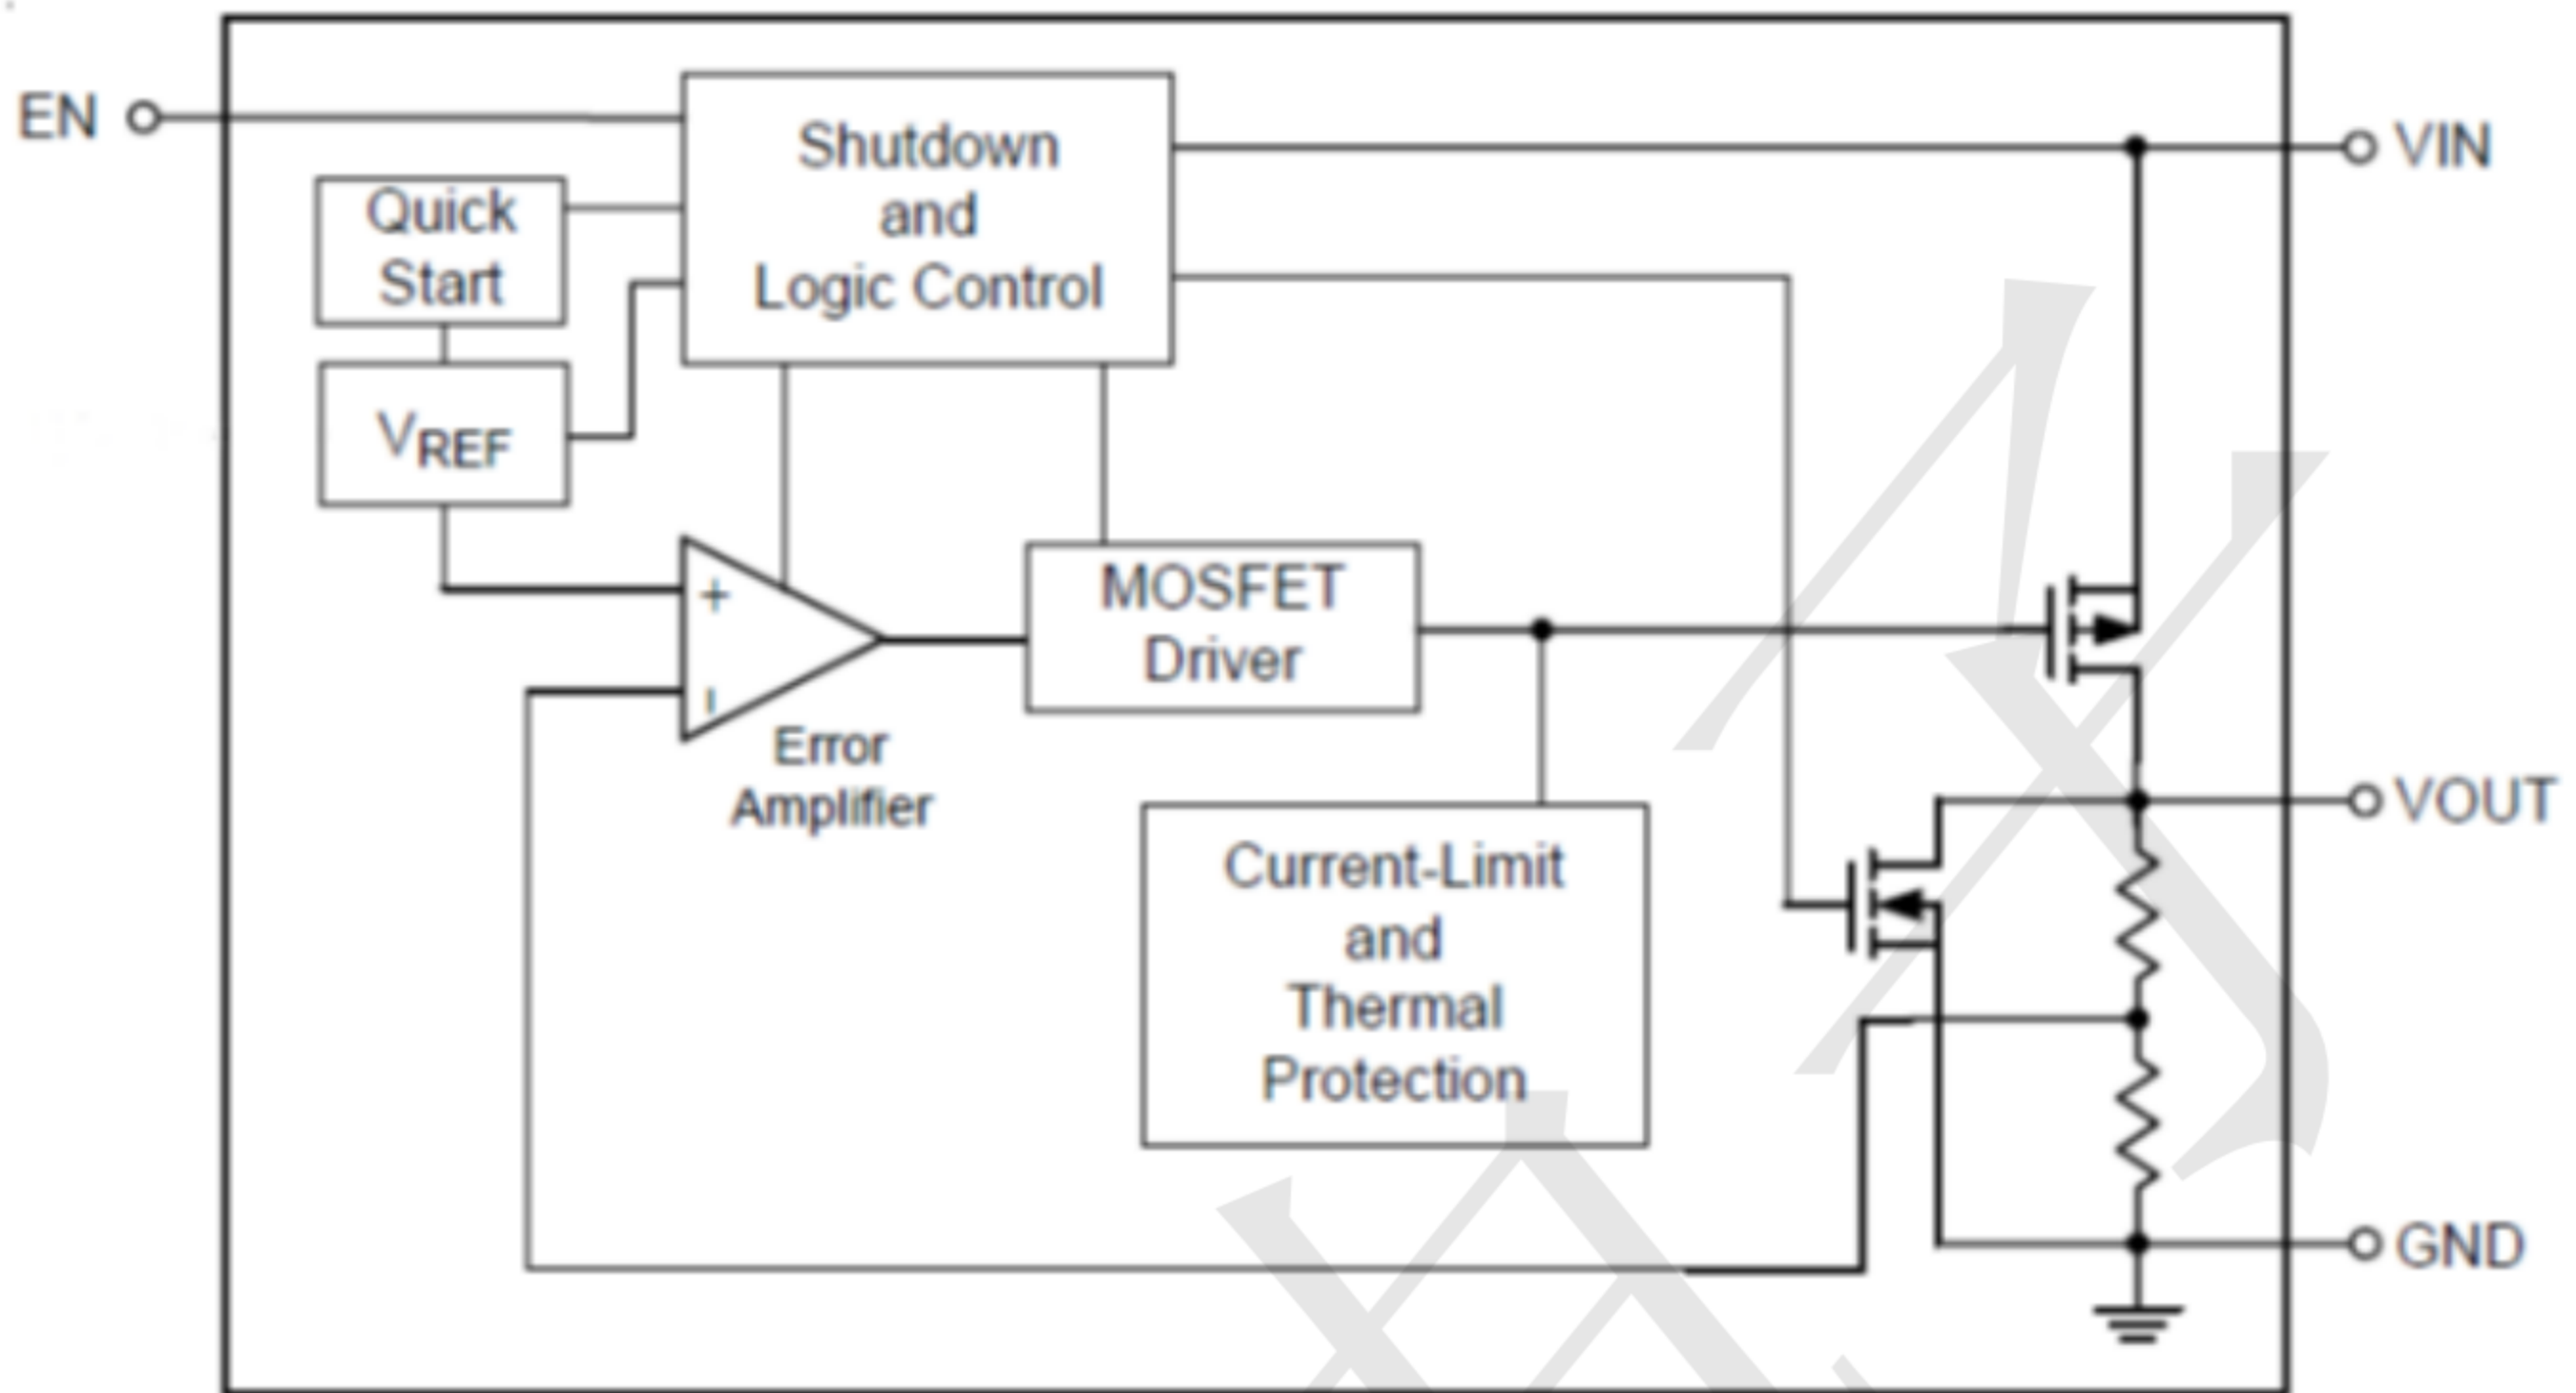 EN
Shutdown
and
Logic Control
VIN
Quick
Start
VREF
+
-
MOSFET
Driver
Error
Amplifier
VOUT
Current-Limit
and
Thermal
Protection
GND